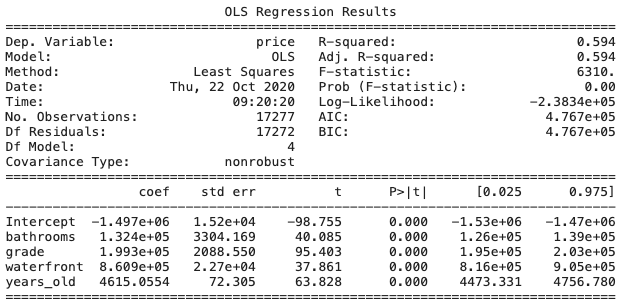 OLS Regression Results
==============================================================================
Dep. Variable: price R-squared: 0.594
Model: OLS Adj. R-squared: 0.594
Method: Least Squares F-statistic: 6310.
Date: Thu, 22 Oct 2020 Prob (F-statistic): 0.00
Time: 09:20:20 Log-Likelihood: -2.3834e+05
No. Observations: 17277 AIC: 4.767e+05
Df Residuals: 17272 BIC: 4.767e+05
Df Model: 4
Covariance Type: nonrobust
==============================================================================
coef std err t P>|t| [0.025 0.975]
------------------------------------------------------------------------------
Intercept -1.497e+06 1.52e+04 -98.755 0.000 -1.53e+06 -1.47e+06
bathrooms 1.324e+05 3304.169 40.085 0.000 1.26e+05 1.39e+05
grade 1.993e+05 2088.550 95.403 0.000 1.95e+05 2.03e+05
waterfront 8.609e+05 2.27e+04 37.861 0.000 8.16e+05 9.05e+05
years_old 4615.0554 72.305 63.828 0.000 4473.331 4756.780
==============================================================================